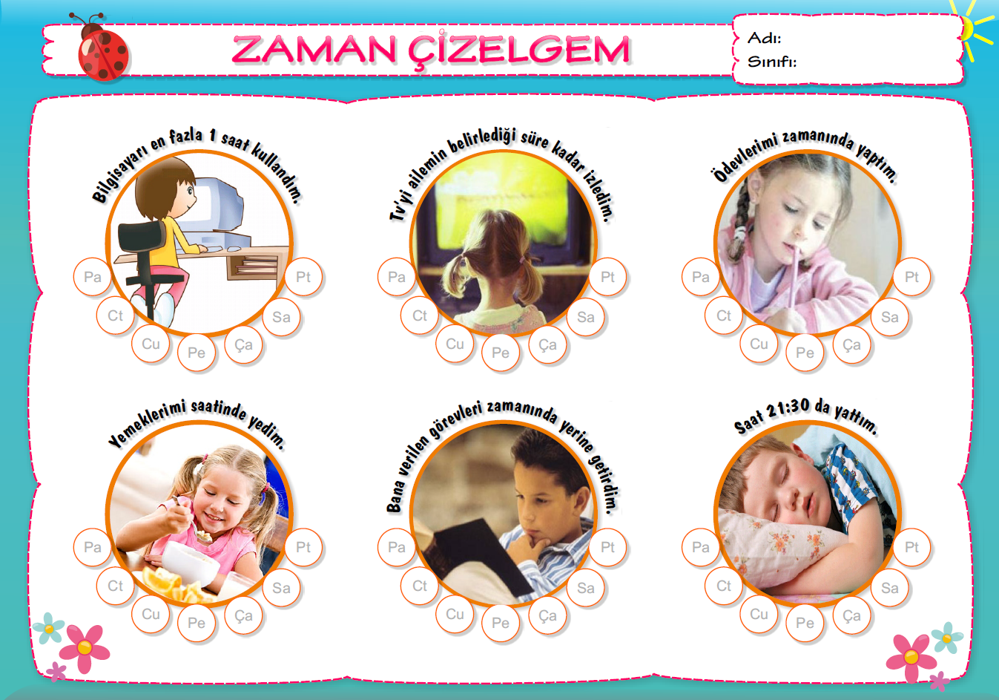 ZAMAN ÇİZELGEM
Adı:
Sınıfı:
Bilgisayarı en fazla 1 saat kullandım.
Pa
Ct
Cu
Pe
Ça
Sa
Pt
Tv'yi ailemin belirlediği süre kadar izledim.
Pa
Ct
Cu
Pe
Ça
Sa
Pt
Ödevlerimi zamanında yaptım.
Pa
Ct
Cu
Pe
Ça
Sa
Pt
Yemeklerimi saatinde yedim.
Pa
Ct
Cu
Pe
Ça
Sa
Pt
Bana verilen görevleri zamanında yerine getirdim.
Pa
Ct
Cu
Pe
Ça
Sa
Pt
Saat 21:30 da yattım.
Pa
Ct
Cu
Pe
Ça
Sa
Pt